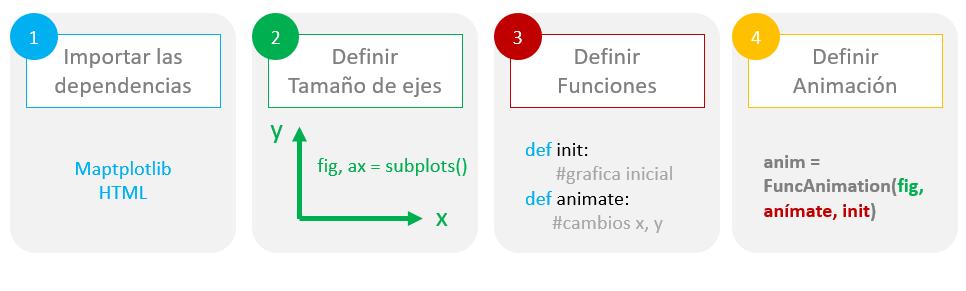 1
Importar las
dependencias
Maptplotlib
HTML
2
Definir
Tamaño de ejes
y
fig, ax = subplots()
x
3
Definir
Funciones
def init:
#grafica inicial
def animate:
#cambios x, y
4
Definir
Animación
anim =
FuncAnimation(fig,
anímate, init)